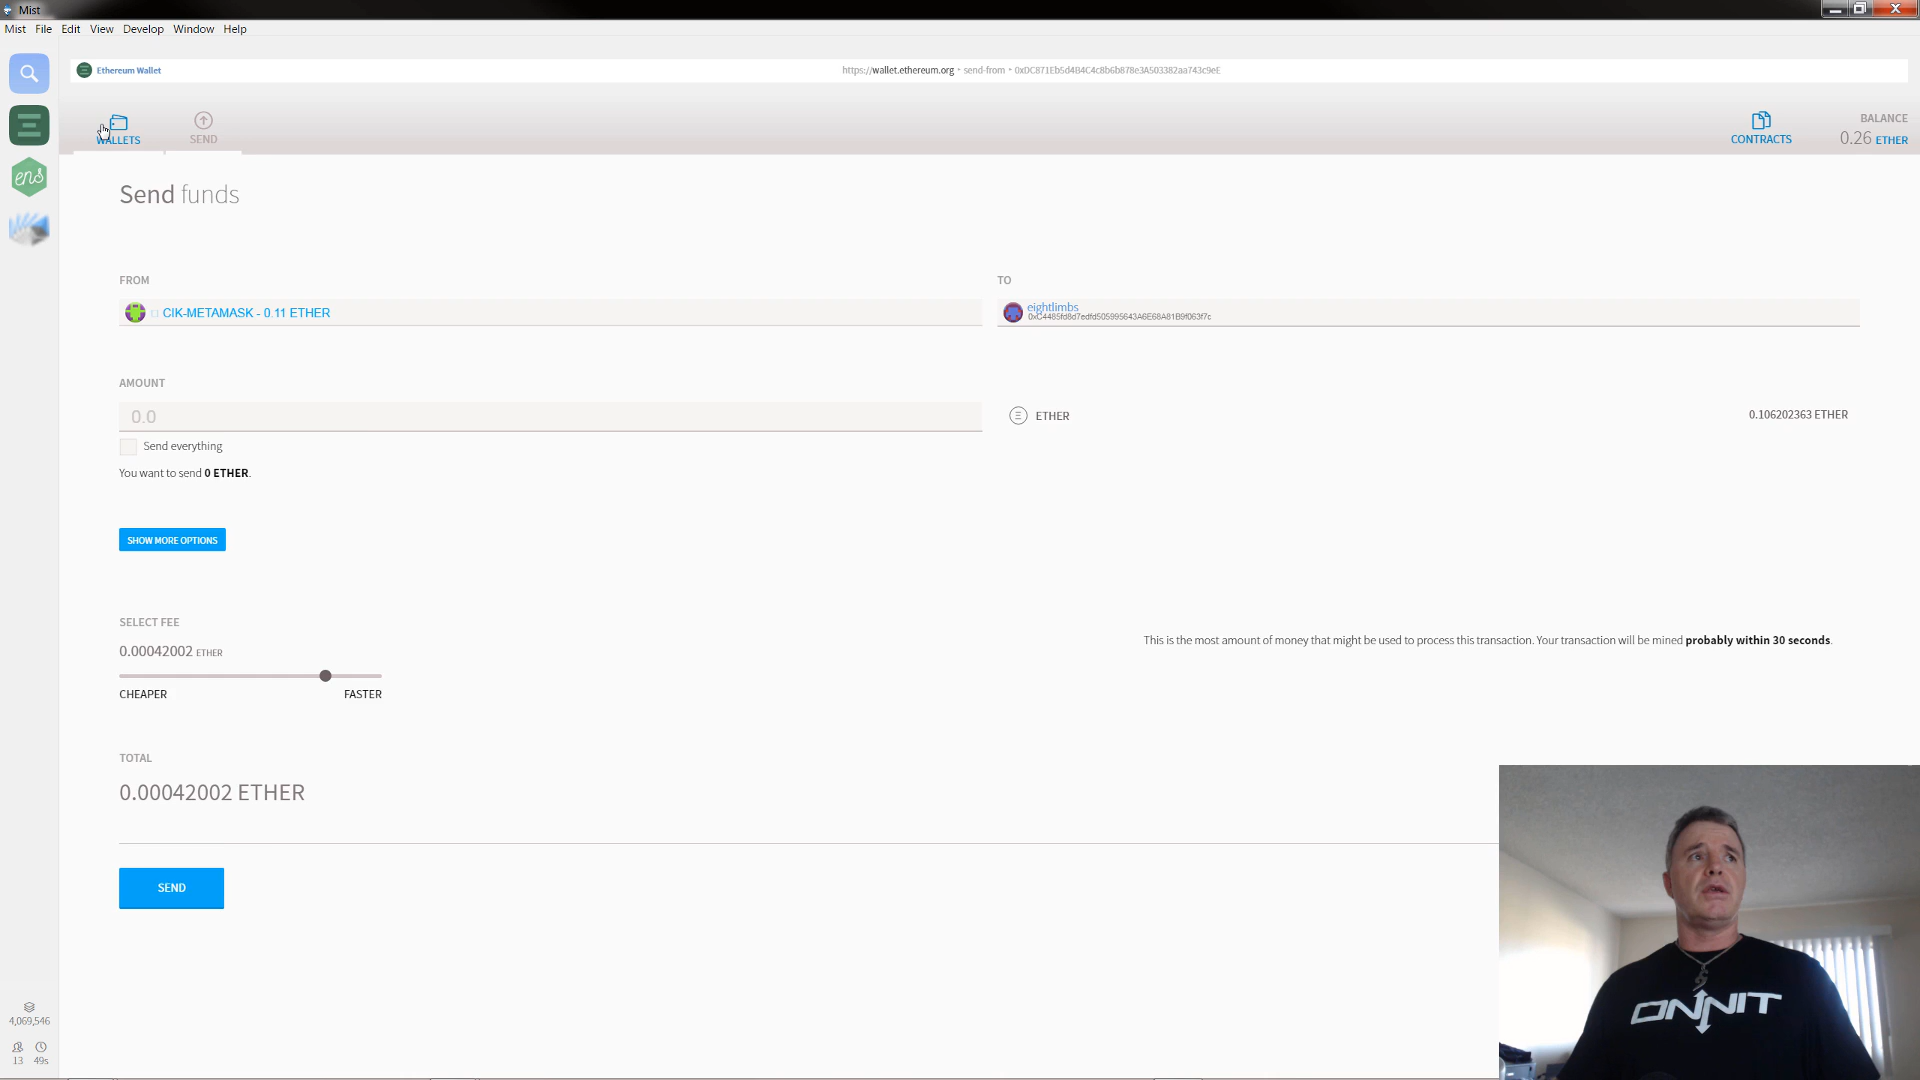 Mist
Mist File Edit View Develop Window Help
Ethereum Wallet
https://wallet.ethereum.org • send-from • 0xDC871Eb5d4B4C4c8b6b878e3A503382aa743c9eE
WALLETS
SEND
CONTRACTS
BALANCE
0.26 ETHER
ens
Send funds
FROM
TO
CIK-METAMASK - 0.11 ETHER
eightlimbs
0xC4485fd8d7edfd505995643A6E68A81B9f063f7c
AMOUNT
0.0
ETHER
0.106202363 ETHER
Send everything
You want to send 0 ETHER.
SHOW MORE OPTIONS
SELECT FEE
0.00042002 ETHER
This is the most amount of money that might be used to process this transaction. Your transaction will be mined probably within 30 seconds.
CHEAPER
FASTER
TOTAL
0.00042002 ETHER
SEND
4,069,546
13
49s
ONNIT